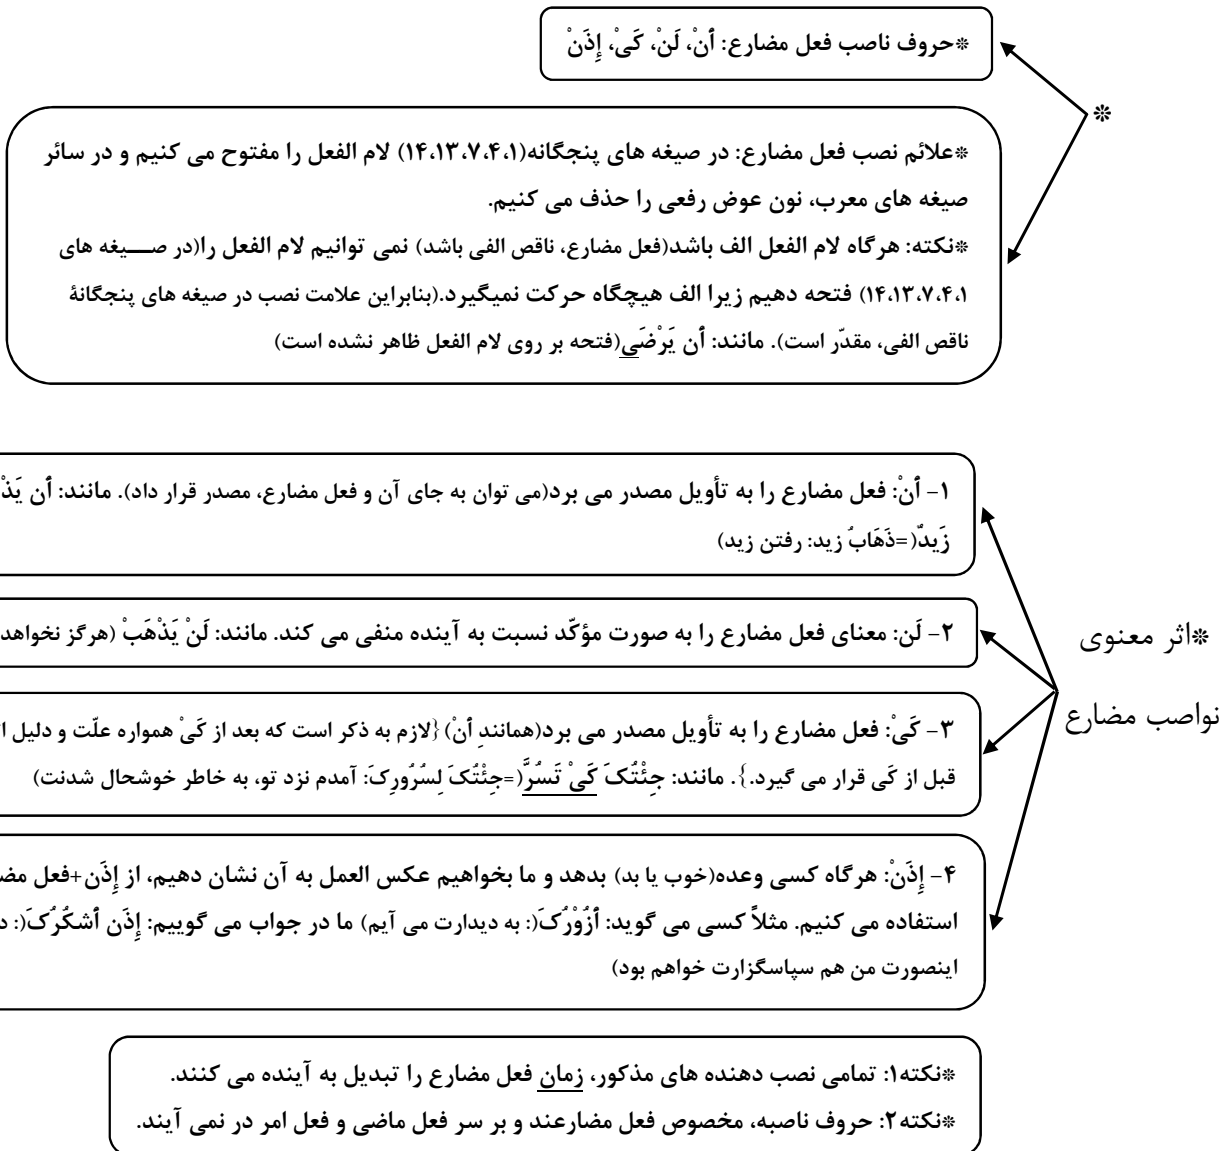 *حروف ناصب فعل مضارع: أنْ، لَنْ، کَیْ، إِذَنْ
*
*علائم نصب فعل مضارع: در صیغه های پنجگانه(۱،۴،۷،۱۳،۱۴) لام الفعل را مفتوح می کنیم و در سائر
صیغه های معرب، نون عوض رفعی را حذف می کنیم.
*نکته: هرگاه لام الفعل الف باشد(فعل مضارع، ناقص الفی باشد) نمی توانیم لام الفعل را(در صـــیغه های
۱،۴،۷،۱۳،۱۴) فتحه دهیم زیرا الف هیچگاه حرکت نمیگیرد.(بنابراین علامت نصب در صیغه های پنجگانۀ
ناقص الفی، مقدّر است). مانند: أن یَرْضَی(فتحه بر روی لام الفعل ظاهر نشده است)
*اثر معنوی
نواصب مضارع
۱- أنْ: فعل مضارع را به تأویل مصدر می برد(می توان به جای آن و فعل مضارع، مصدر قرار داد). مانند: أن
زَیدٌ(=ذَهَابُ زید: رفتن زید)
۲- لَن: معنای فعل مضارع را به صورت مؤکّد نسبت به آینده منفی می کند. مانند: لَنْ یَذْهَبْ (هرگز نخواهد
۳- کَیْ: فعل مضارع را به تأویل مصدر می برد(همانندِ أنْ) {لازم به ذکر است که بعد از کَیْ همواره علّت و دلیل
قبل از کَی قرار می گیرد.}. مانند: جِئْتُکَ کَیْ تَسُرَّ(=جِئْتُکَ لِسُرُورِکَ: آمدم نزد تو، به خاطر خوشحال شدنت)
۴- إِذَنْ: هرگاه کسی وعده(خوب یا بد) بدهد و ما بخواهیم عکس العمل به آن نشان دهیم، از إِذَن+فعل
استفاده می کنیم. مثلاً کسی می گوید: أزُوْرُکَ(: به دیدارت می آیم) ما در جواب می گوییم: إِذَن أشکُرُکَ(:
اینصورت من هم سپاسگزارت خواهم بود)
*نکته۱: تمامی نصب دهنده های مذکور، زمان فعل مضارع را تبدیل به آینده می کنند.
*نکته۲: حروف ناصبه، مخصوص فعل مضارعند و بر سر فعل ماضی و فعل امر در نمی آیند.